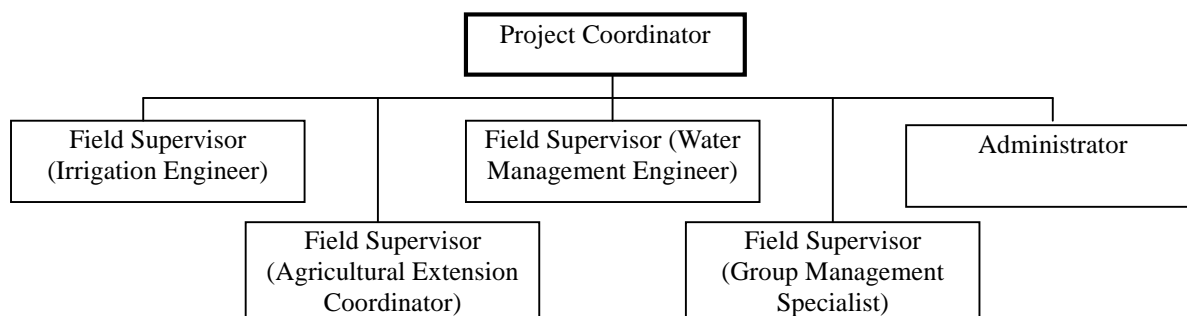 Project Coordinator
Field Supervisor
(Irrigation Engineer)
Field Supervisor (Water
Management Engineer)
Administrator
Field Supervisor
(Agricultural Extension
Coordinator)
Field Supervisor
(Group Management
Specialist)